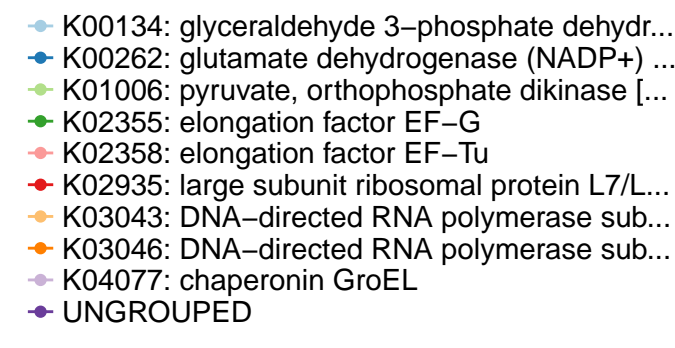 K00134: glyceraldehyde 3−phosphate dehydr...
K00262: glutamate dehydrogenase (NADP+) ...
K01006: pyruvate, orthophosphate dikinase [...
K02355: elongation factor EF−G
K02358: elongation factor EF−Tu
K02935: large subunit ribosomal protein L7/L...
K03043: DNA−directed RNA polymerase sub...
K03046: DNA−directed RNA polymerase sub...
K04077: chaperonin GroEL
UNGROUPED